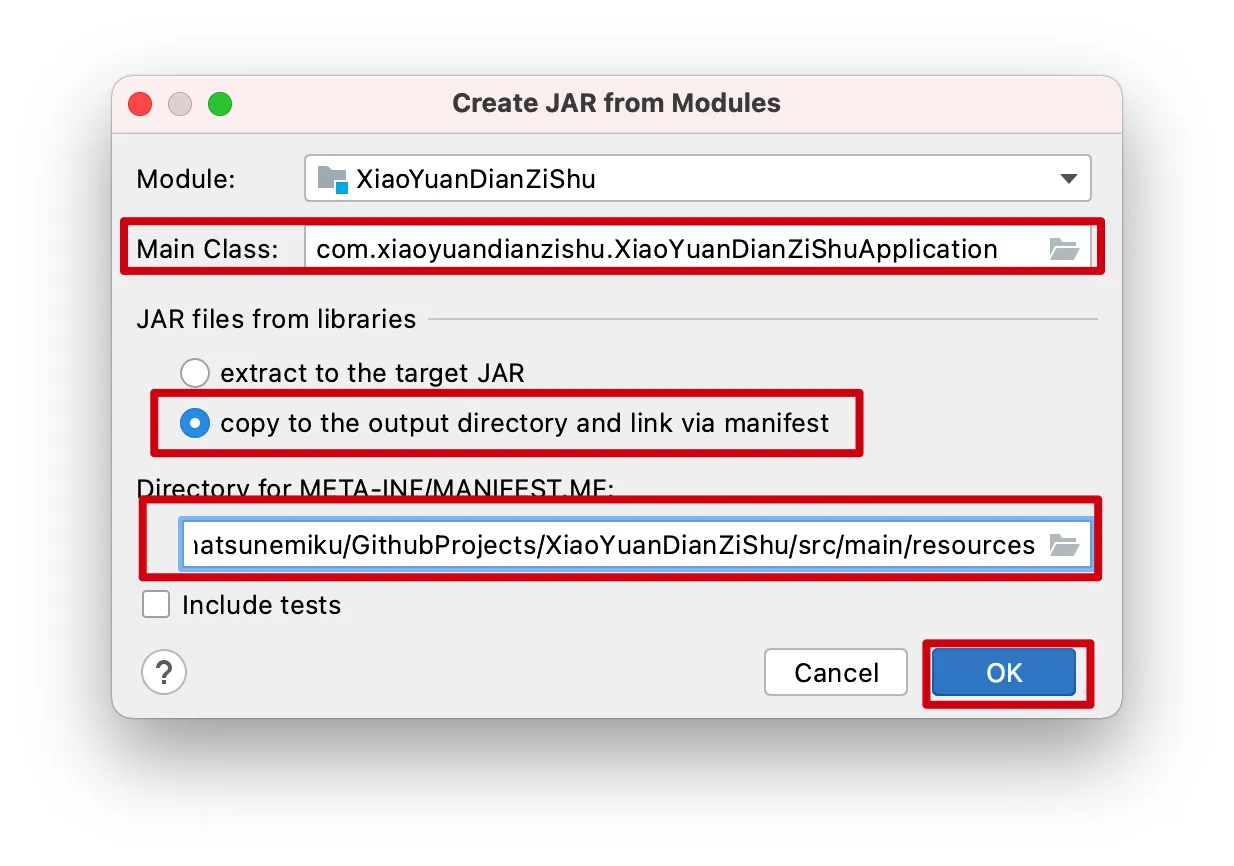 Create JAR from Modules
Module: XiaoYuanDianZiShu
Main Class: com.xiaoyuandianzishu.XiaoYuanDianZiShuApplication
JAR files from libraries
extract to the target JAR
copy to the output directory and link via manifest
Directory for META-INF/MANIFEST.MF:
atsunemiku/GithubProjects/XiaoYuanDianZiShu/src/main/resources
Include tests
? Cancel OK